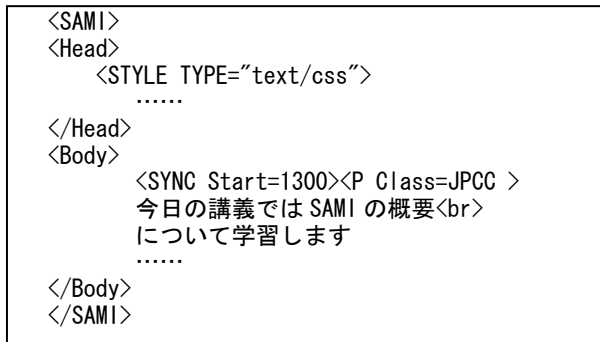 <SAMI>
<Head>
<STYLE TYPE="text/css">
……
</Head>
<Body>
<SYNC Start=1300><P Class=JPCC >
今日の講義では SAMI の概要<br>
について学習します
……
</Body>
</SAMI>